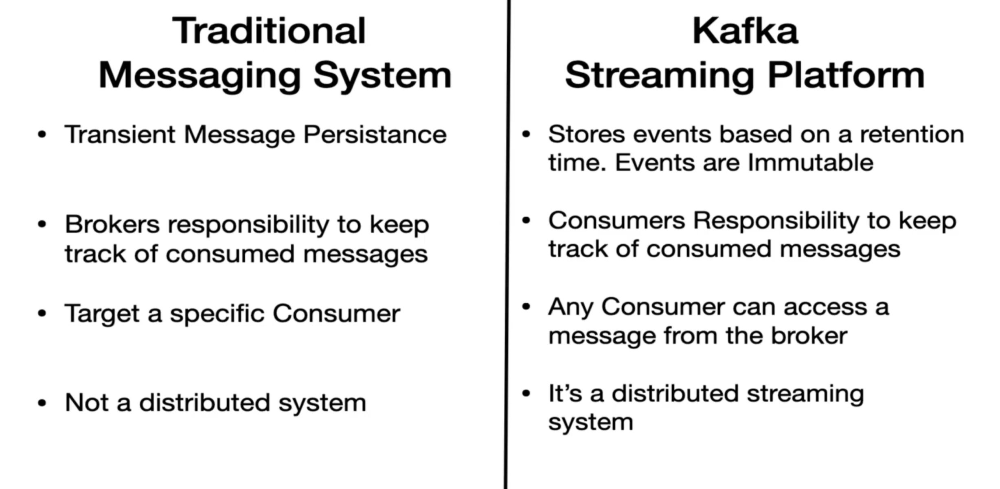 Traditional
Messaging System
• Transient Message Persistance
• Brokers responsibility to keep
track of consumed messages
• Target a specific Consumer
• Not a distributed system
Kafka
Streaming Platform
• Stores events based on a retention
time. Events are Immutable
• Consumers Responsibility to keep
track of consumed messages
• Any Consumer can access a
message from the broker
• It’s a distributed streaming
system